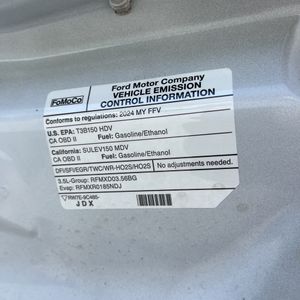 FoMoCo
Ford Motor Company
VEHICLE EMISSION
CONTROL INFORMATION
Conforms to regulations: 2024 MY FFV
U.S. EPA: T3B150 HDV
CA OBD II Fuel: Gasoline/Ethanol
California: SULEV150 MDV
CA OBD II Fuel: Gasoline/Ethanol
DFI/SFI/EGR/TWC/WR-HO2S/HO2S No adjustments needed.
3.5L-Group: RFMXD03.56BG
Evap: RFMXR0185NDJ
RW7E-9C485-
JDX